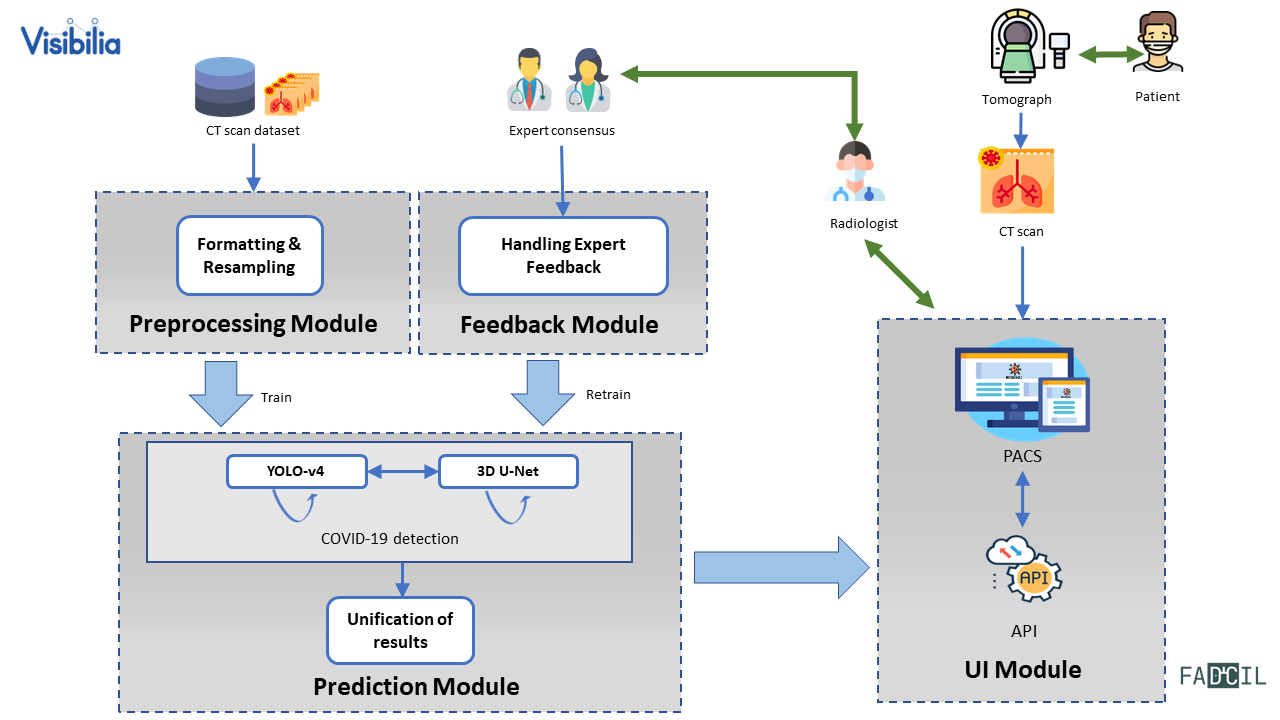 Visibilia
CT scan dataset
Expert consensus
Tomograph
Patient
Radiologist
CT scan
Formatting &
Resampling
Preprocessing Module
Handling Expert
Feedback
Feedback Module
Train
Retrain
YOLO-v4
3D U-Net
COVID-19 detection
Unification of
results
Prediction Module
PACS
API
API
UI Module
FADCIL